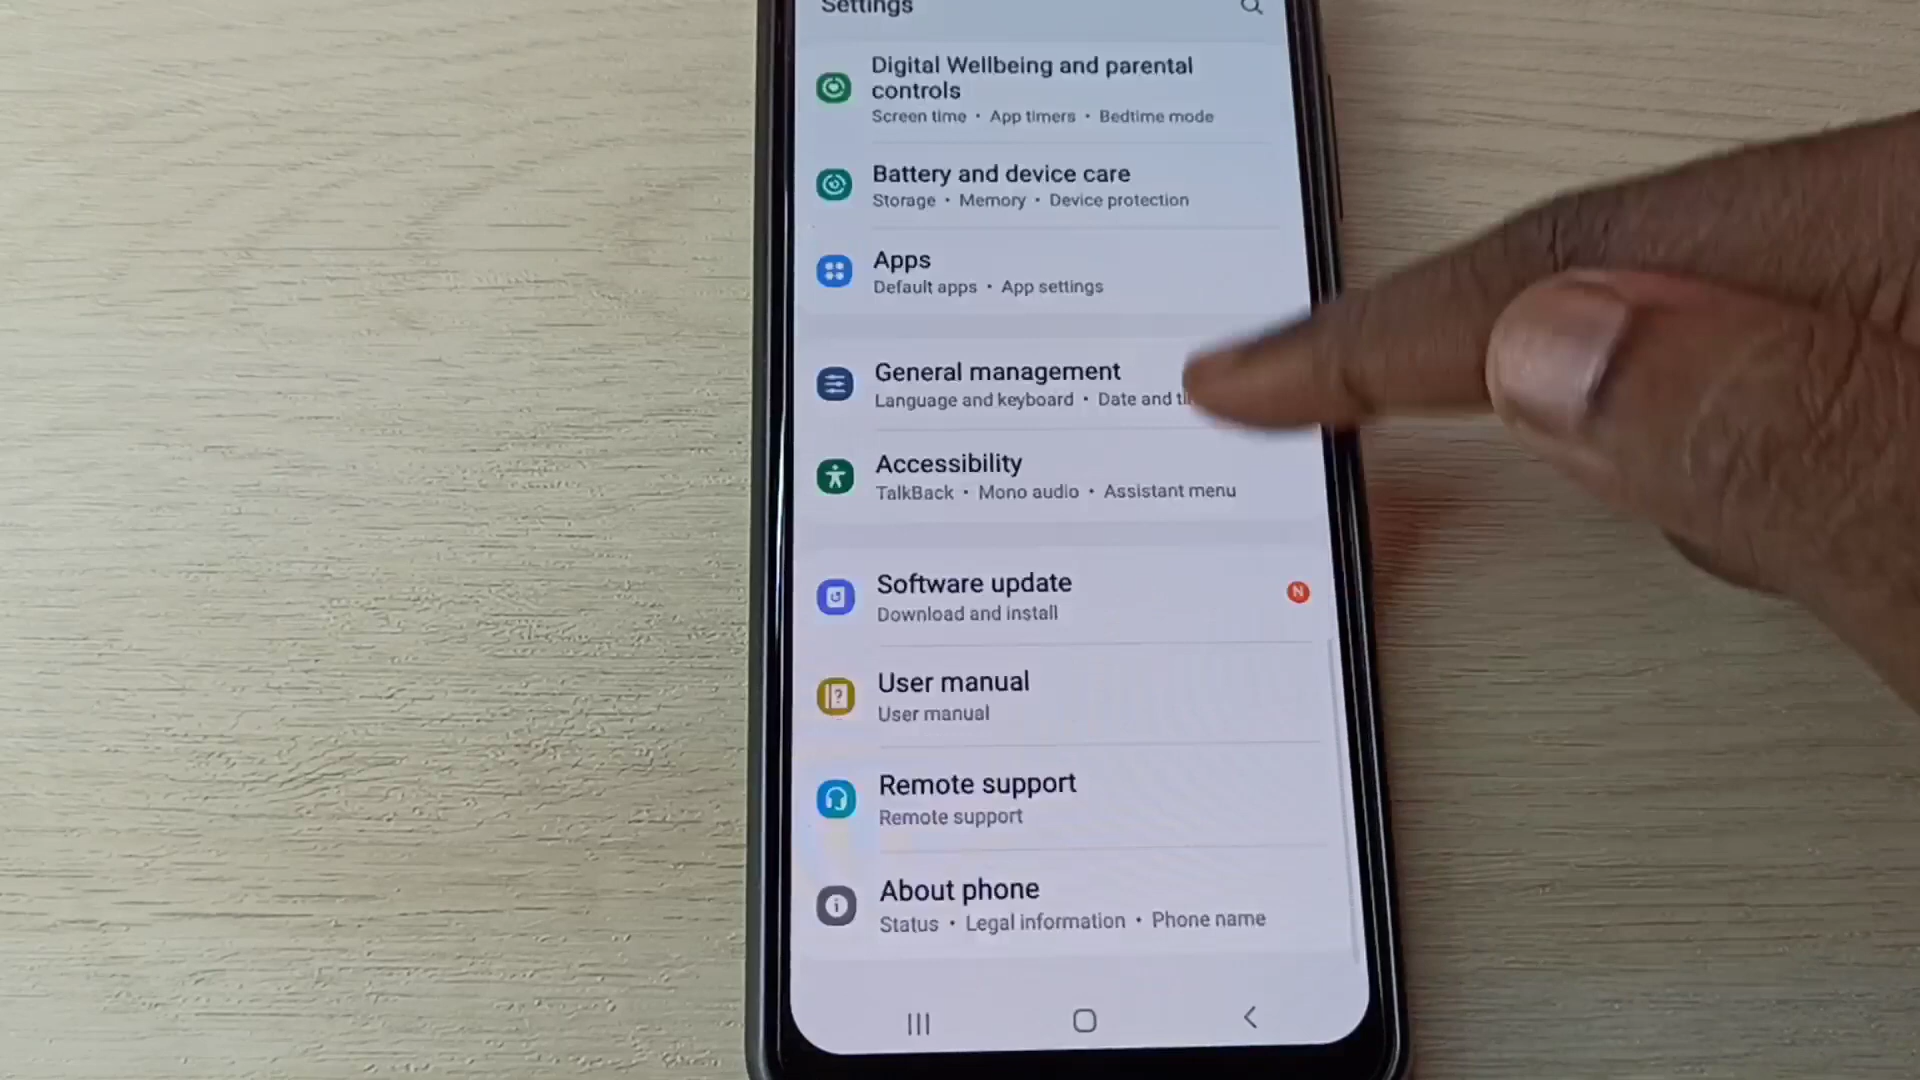 Settings
Digital Wellbeing and parental
controls
Screen time • App timers • Bedtime mode
Battery and device care
Storage • Memory • Device protection
Apps
Default apps • App settings
General management
Language and keyboard • Date and
Accessibility
TalkBack • Mono audio • Assistant menu
Software update
N
Download and install
User manual
User manual
Remote support
Remote support
About phone
Status • Legal information • Phone name